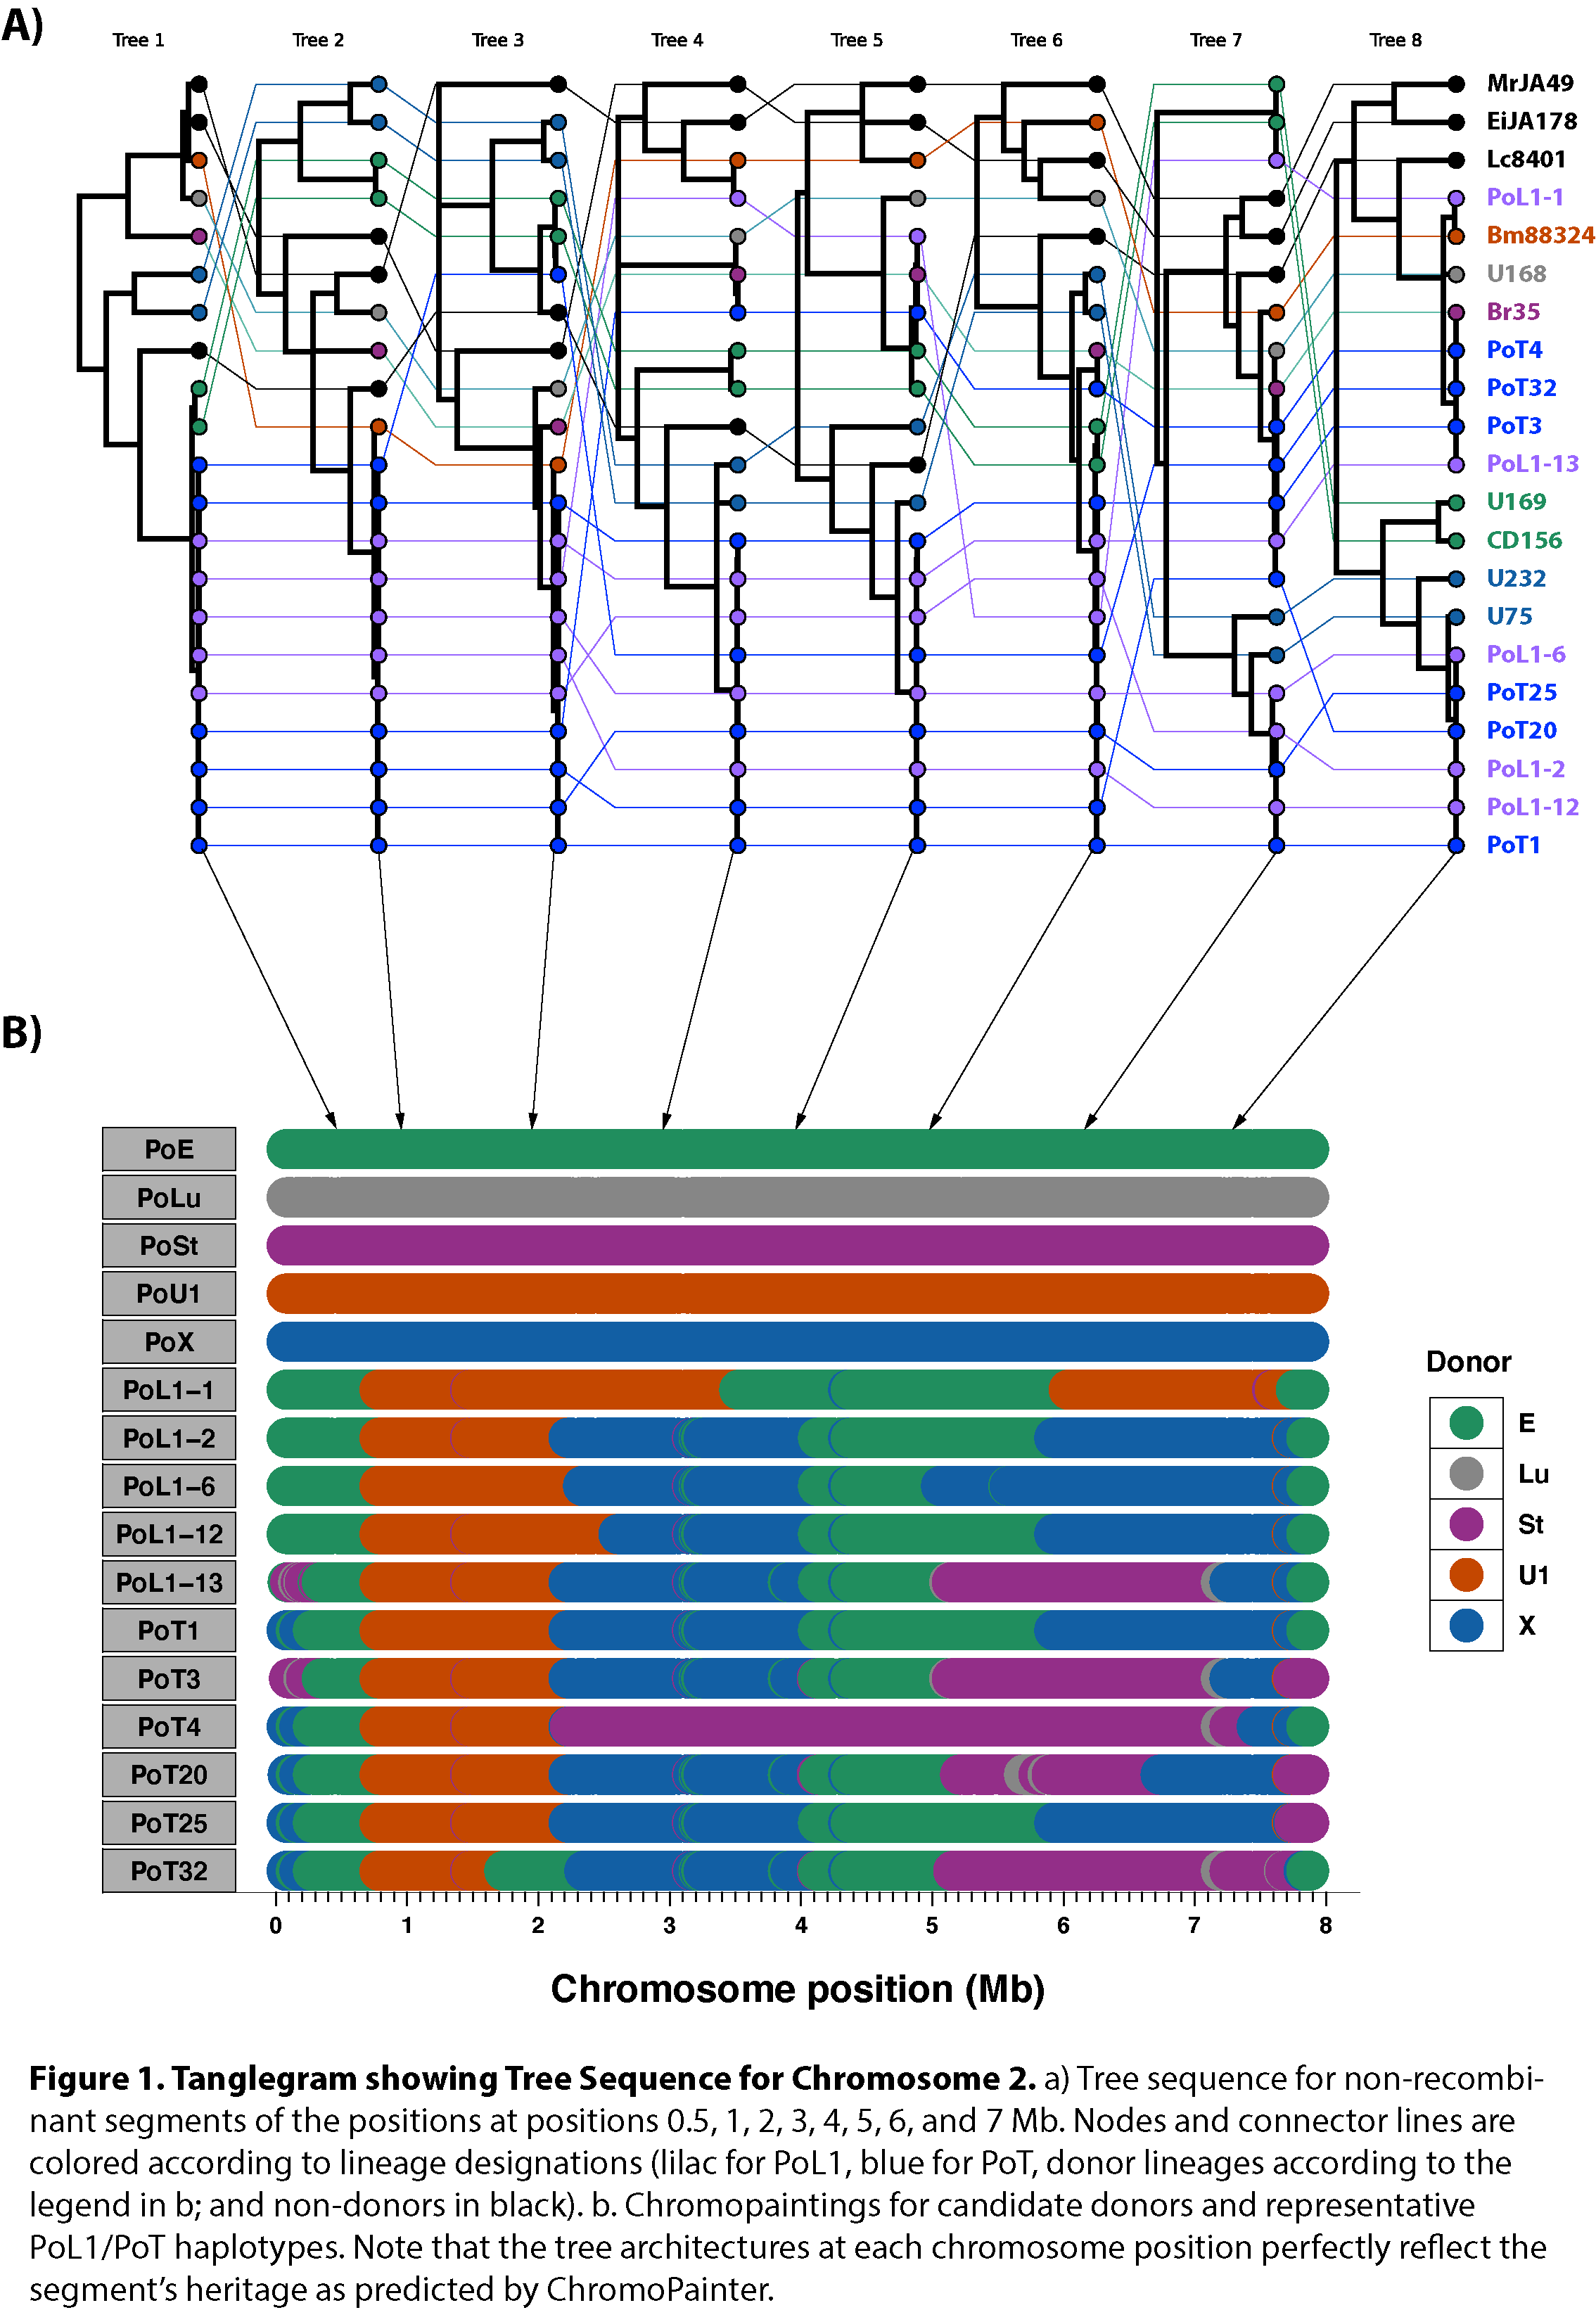 A)
Tree 1 Tree 2 Tree 3 Tree 4 Tree 5 Tree 6 Tree 7 Tree 8
MrJA49
EiJA178
Lc8401
PoL1-1
Bm88324
U168
Br35
PoT4
PoT32
PoT3
PoL1-13
U169
CD156
U232
U75
PoL1-6
PoT25
PoT20
PoL1-2
PoL1-12
PoT1
B)
PoE
PoLu
PoSt
PoU1
PoX
PoL1−1
PoL1−2
PoL1−6
PoL1−12
PoL1−13
PoT1
PoT3
PoT4
PoT20
PoT25
PoT32
Donor
E
Lu
St
U1
X
0 1 2 3 4 5 6 7 8
Chromosome position (Mb)
Figure 1. Tanglegram showing Tree Sequence for Chromosome 2. a) Tree sequence for non-recombi-
nant segments of the positions at positions 0.5, 1, 2, 3, 4, 5, 6, and 7 Mb. Nodes and connector lines are
colored according to lineage designations (lilac for PoL1, blue for PoT, donor lineages according to the
legend in b; and non-donors in black). b. Chromopaintings for candidate donors and representative
PoL1/PoT haplotypes. Note that the tree architectures at each chromosome position perfectly reflect the
segment’s heritage as predicted by ChromoPainter.